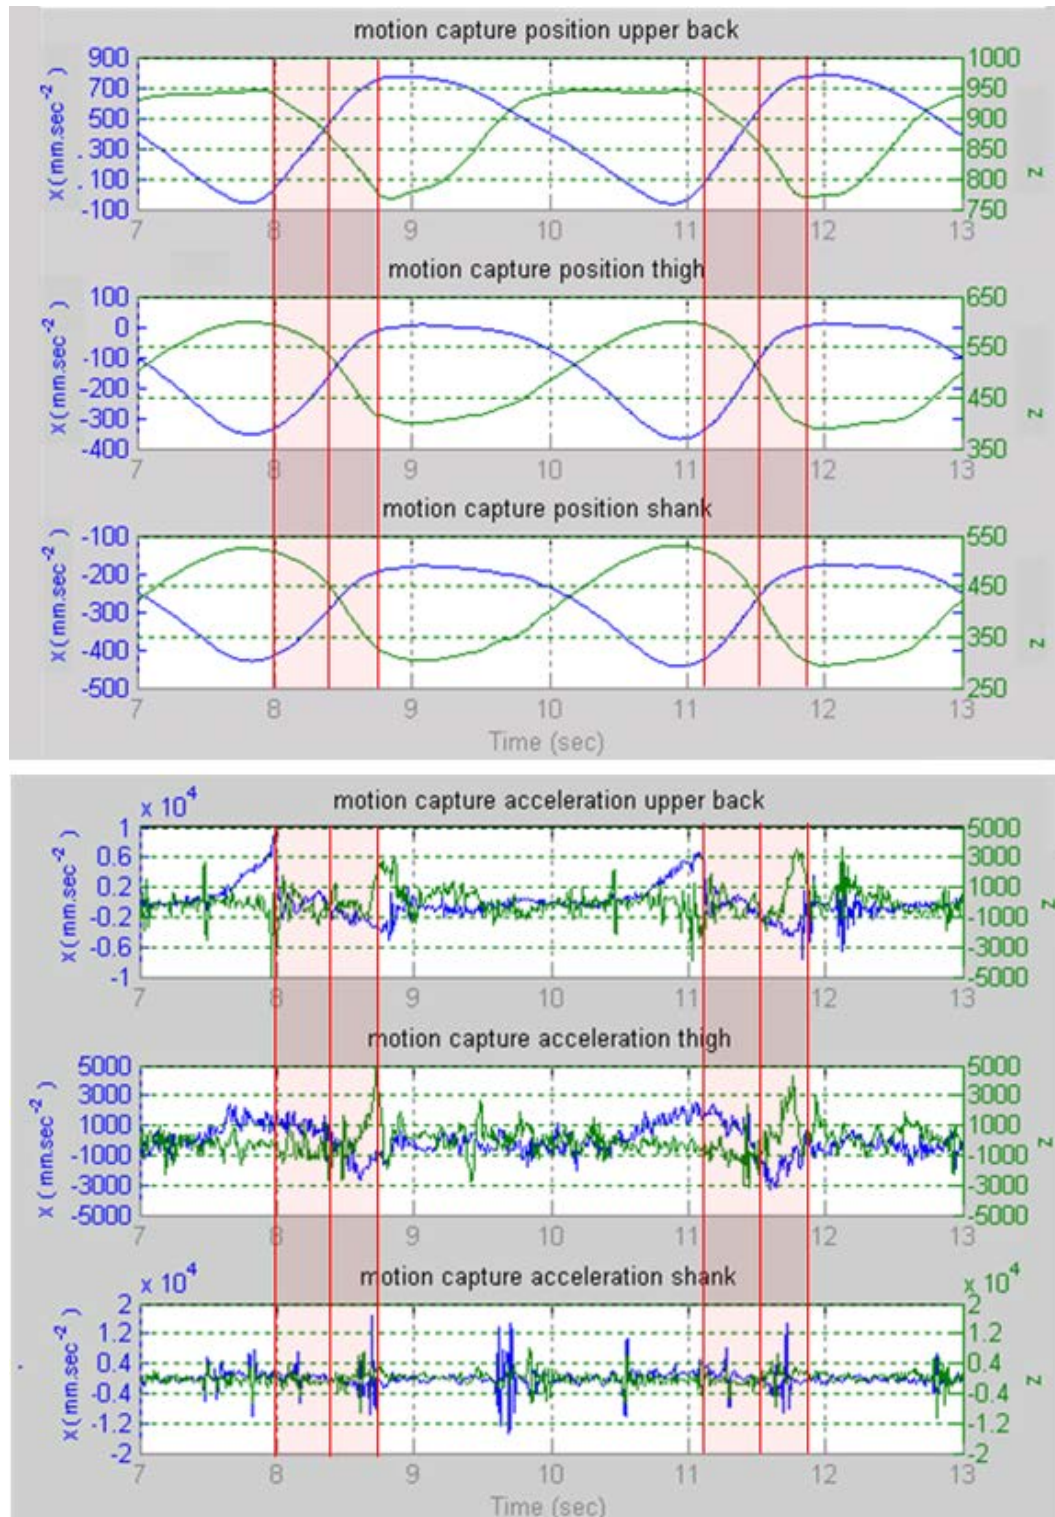 motion capture position upper back
900 1000
700 950
500 900
300 850
100 800
-100 750
X (mm.sec-2)
Z
7 8 9 10 11 12 13
motion capture position thigh
100 650
0
-100 550
-200
-300 450
-400 350
X (mm.sec-2)
Z
7 8 9 10 11 12 13
motion capture position shank
-100 550
-200 450
-300
-400 350
-500 250
X (mm.sec-2)
Z
7 8 9 10 11 12 13
Time (sec)
x 10^4
motion capture acceleration upper back
1 5000
0.6 3000
0.2 1000
-0.2 -1000
-0.6 -3000
-1 -5000
X (mm.sec-2)
Z
7 8 9 10 11 12 13
motion capture acceleration thigh
5000 5000
3000 3000
1000 1000
-1000 -1000
-3000 -3000
-5000 -5000
X (mm.sec-2)
Z
7 8 9 10 11 12 13
x 10^4 motion capture acceleration shank x 10^4
2 2
1.2 1.2
0.4 0.4
-0.4 -0.4
-1.2 -1.2
-2 -2
X (mm.sec-2)
Z
7 8 9 10 11 12 13
Time (sec)